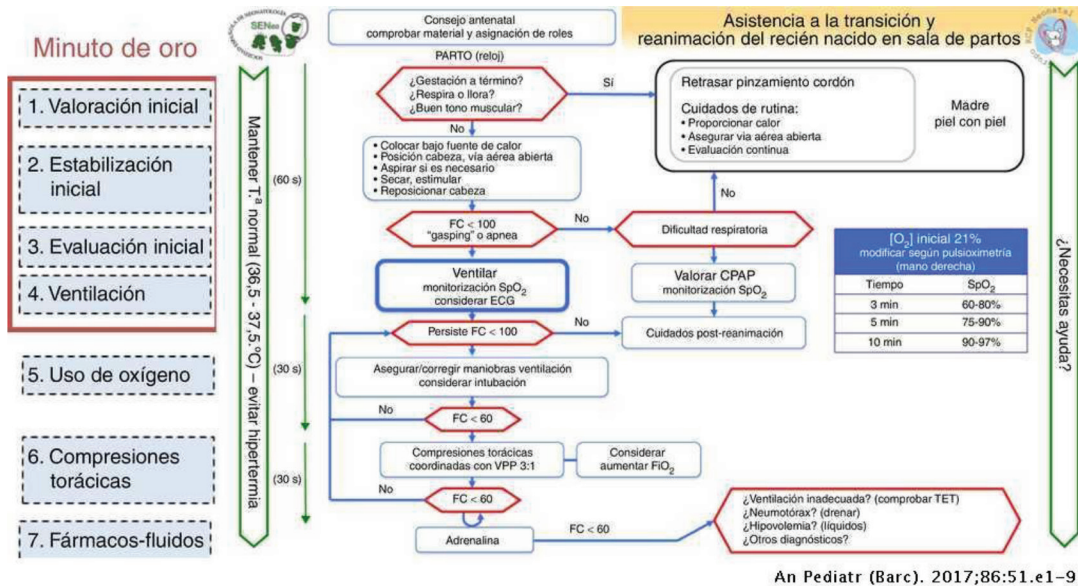 Minuto de oro
1. Valoración inicial
2. Estabilización
inicial
3. Evaluación inicial
4. Ventilación
5. Uso de oxígeno
6. Compresiones
torácicas
7. Fármacos-fluidos
SENeo
Mantener T.ª normal (36,5 - 37,5 ºC) – evitar hipertermia
(60 s)
(30 s)
(30 s)
Consejo antenatal
comprobar material y asignación de roles
Asistencia a la transición y
reanimación del recién nacido en sala de partos
PARTO (reloj)
¿Gestación a término?
¿Respira o llora?
¿Buen tono muscular?
Sí
No
Retrasar pinzamiento cordón
Cuidados de rutina:
• Proporcionar calor
• Asegurar via aérea abierta
• Evaluación continua
Madre
piel con piel
• Colocar bajo fuente de calor
• Posición cabeza, vía aérea abierta
• Aspirar si es necesario
• Secar, estimular
• Reposicionar cabeza
No
FC < 100
"gasping" o apnea
No
Dificultad respiratoria
Ventilar
monitorización SpO2
considerar ECG
Valorar CPAP
monitorización SpO2
Persiste FC < 100
No
Cuidados post-reanimación
Asegurar/corregir maniobras ventilación
considerar intubación
No
FC < 60
Compresiones torácicas
coordinadas con VPP 3:1
Considerar
aumentar FiO2
No
FC < 60
Adrenalina
FC < 60
¿Ventilación inadecuada? (comprobar TET)
¿Neumotórax? (drenar)
¿Hipovolemia? (líquidos)
¿Otros diagnósticos?
[O2] inicial 21%
modificar según pulsioximetría
(mano derecha)
Tiempo SpO2
3 min 60-80%
5 min 75-90%
10 min 90-97%
¿Necesitas ayuda?
An Pediatr (Barc). 2017;86:51.e1-9